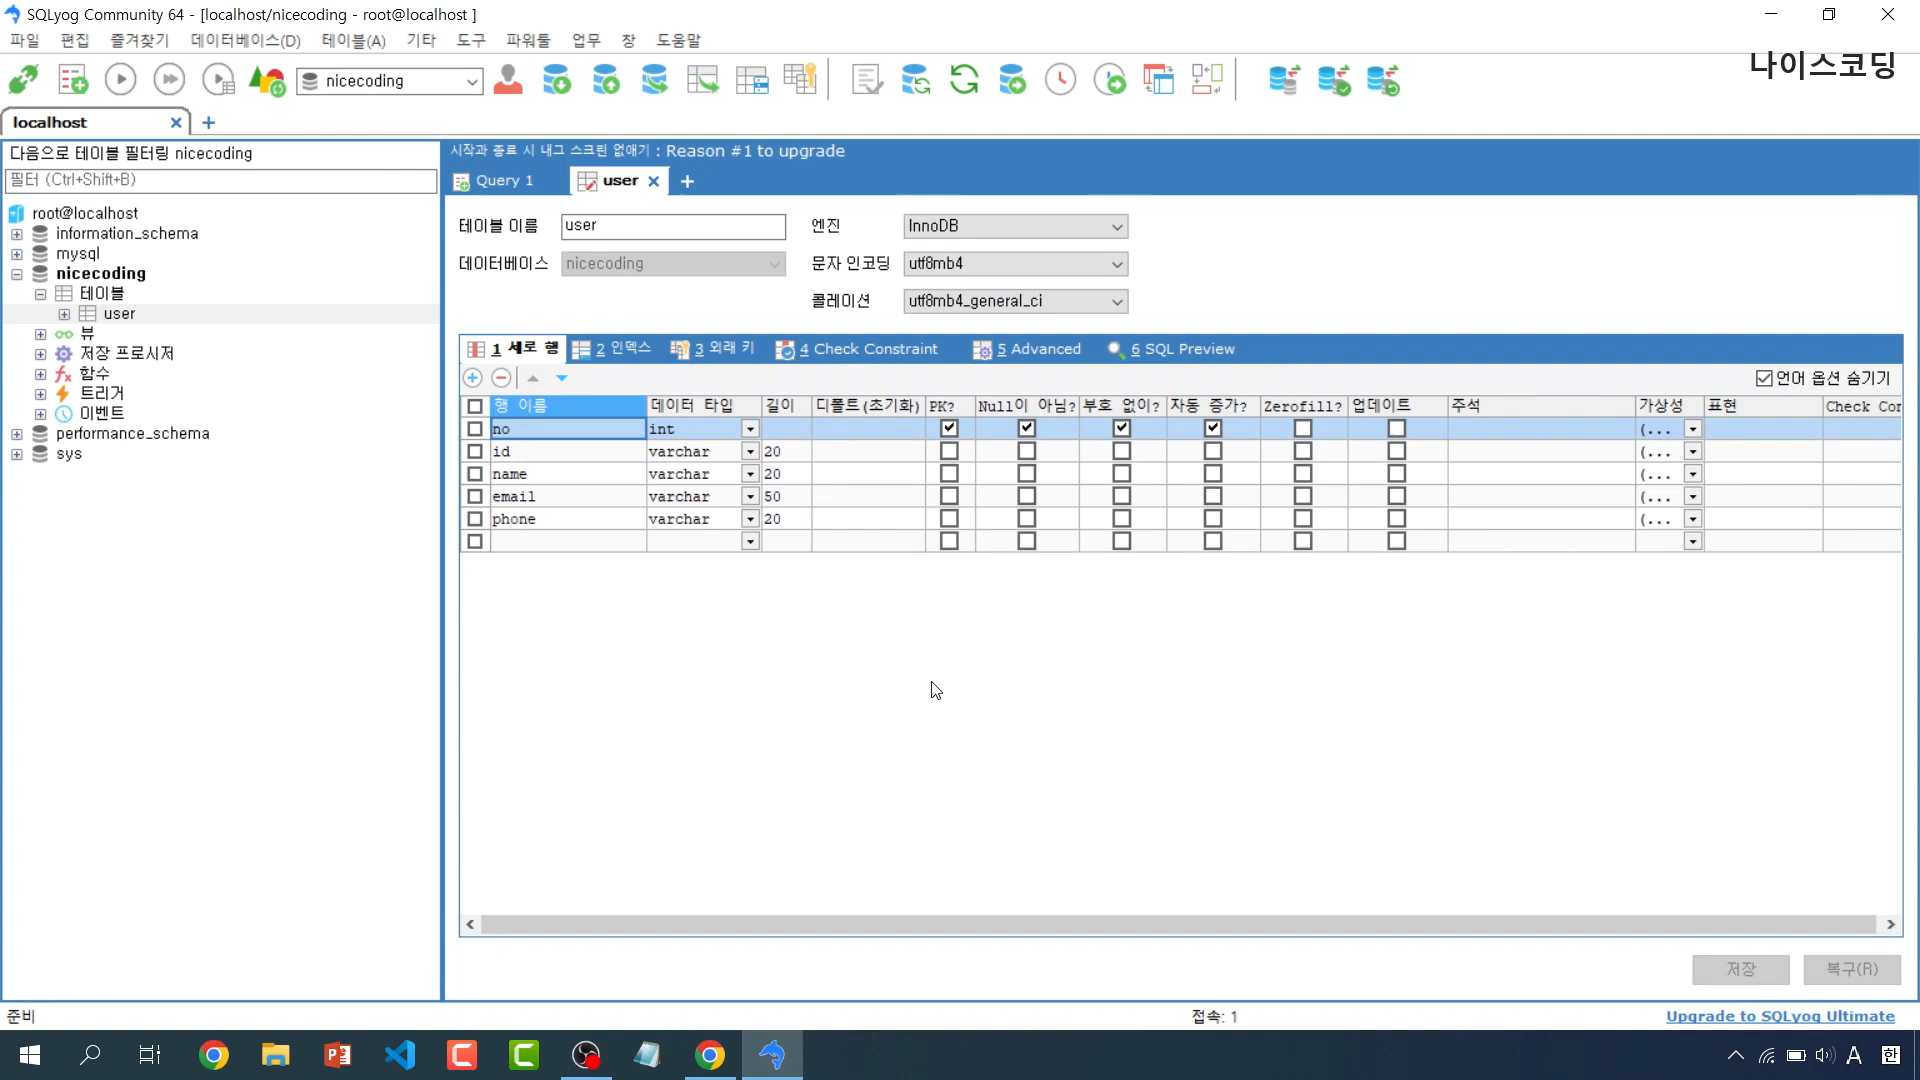 SQLyog Community 64 - [localhost/nicecoding - root@localhost ]
파일 편집 즐겨찾기 데이터베이스(D) 테이블(A) 기타 도구 파워툴 업무 창 도움말
nicecoding
나이스코딩
localhost
다음으로 테이블 필터링 nicecoding
필터 (Ctrl+Shift+B)
root@localhost
information_schema
mysql
nicecoding
테이블
user
뷰
저장 프로시저
함수
트리거
이벤트
performance_schema
sys
시작과 종료 시 내그 스크린 없애기 : Reason #1 to upgrade
Query 1 user
테이블 이름 user 엔진 InnoDB
데이터베이스 nicecoding 문자 인코딩 utf8mb4
콜레이션 utf8mb4_general_ci
1 세로 행 2 인덱스 3 외래 키 4 Check Constraint 5 Advanced 6 SQL Preview
언어 옵션 숨기기
행 이름 데이터 타입 길이 디폴트(초기화) PK? Null이 아님? 부호 없이? 자동 증가? Zerofill? 업데이트 주석 가상성 표현 Check Cor
no int (...
id varchar 20 (...
name varchar 20 (...
email varchar 50 (...
phone varchar 20 (...
저장 복구(R)
준비 접속: 1 Upgrade to SQLyog Ultimate
A 한